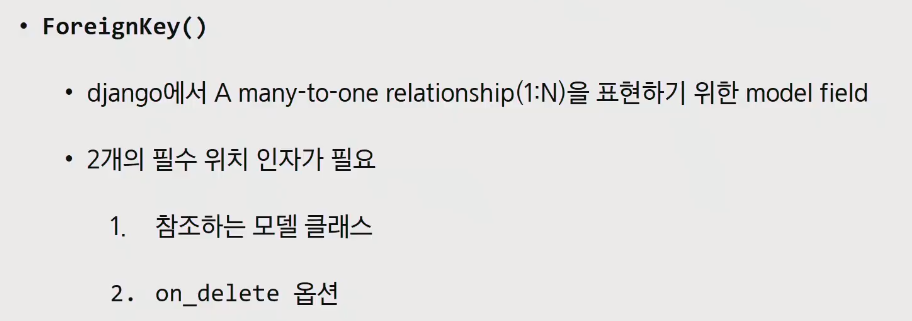 • ForeignKey()
• django에서 A many-to-one relationship(1:N)을 표현하기 위한 model field
• 2개의 필수 위치 인자가 필요
1. 참조하는 모델 클래스
2. on_delete 옵션